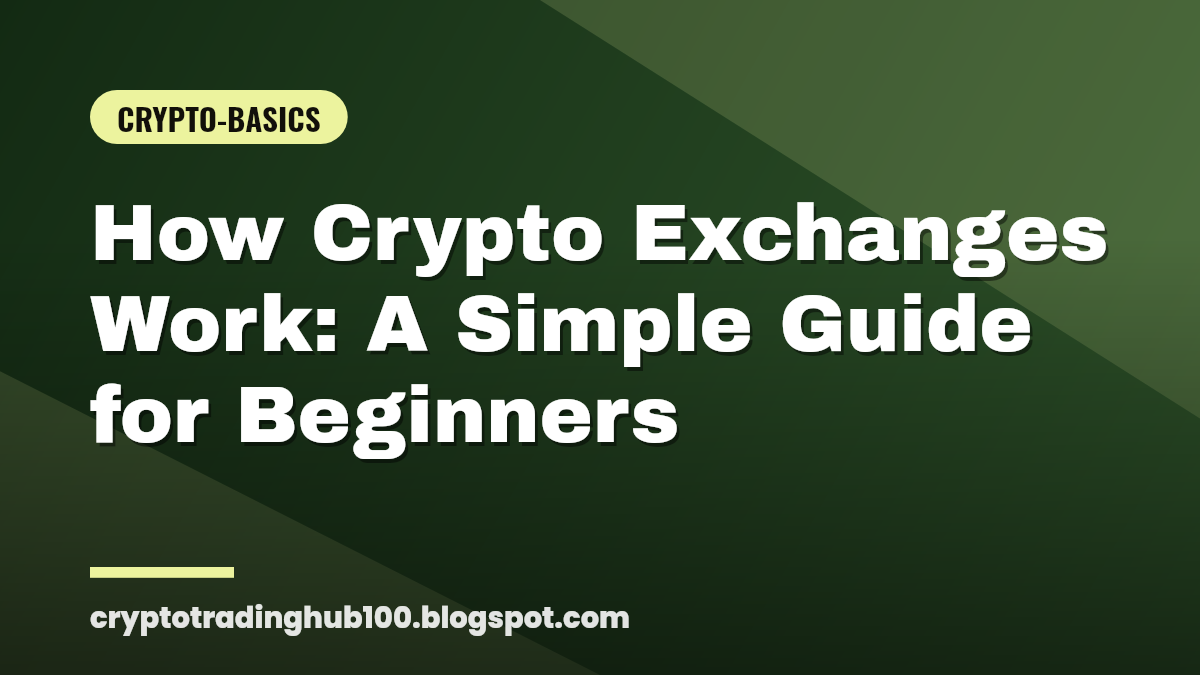 CRYPTO-BASICS
How Crypto Exchanges
Work: A Simple Guide
for Beginners
cryptotradinghub100.blogspot.com